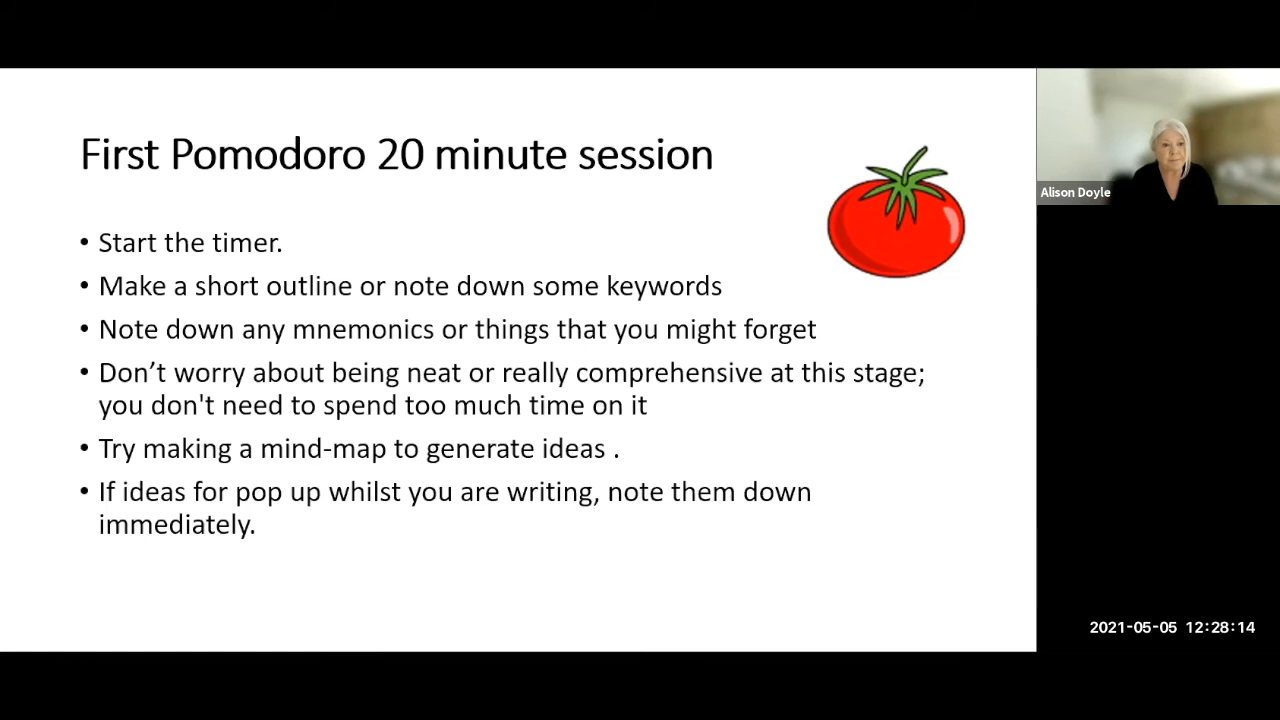 First Pomodoro 20 minute session
• Start the timer.
• Make a short outline or note down some keywords
• Note down any mnemonics or things that you might forget
• Don’t worry about being neat or really comprehensive at this stage;
you don't need to spend too much time on it
• Try making a mind-map to generate ideas .
• If ideas for pop up whilst you are writing, note them down
immediately.
Alison Doyle
2021-05-05 12:28:14